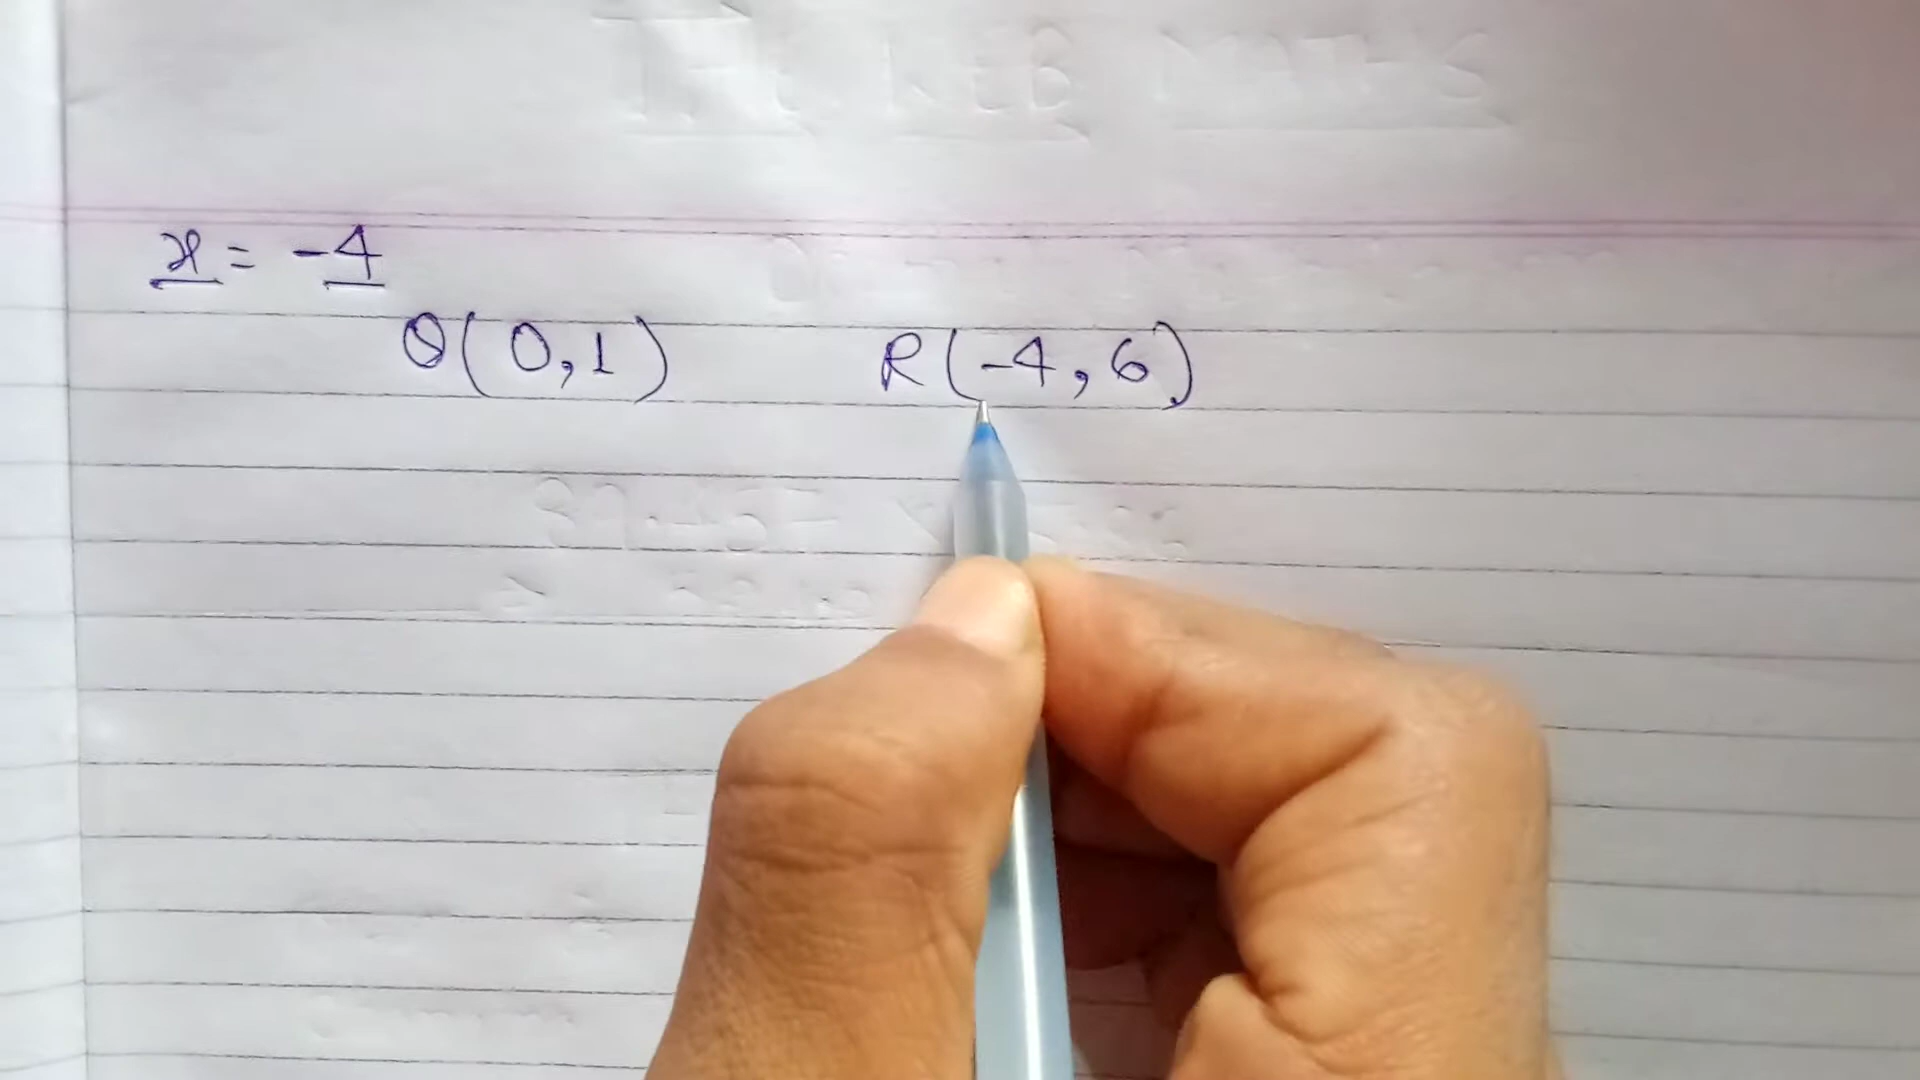 x = -4
Q(0,1) R(-4,6)